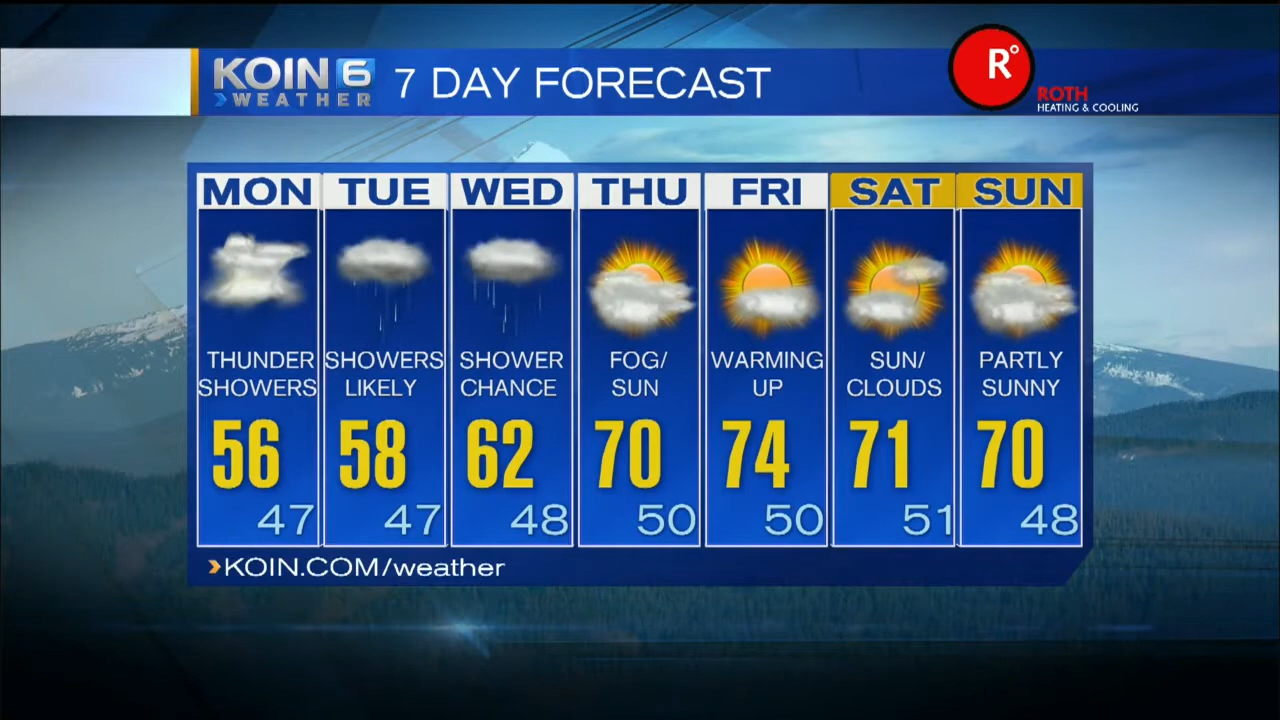 KOIN 6
WEATHER
7 DAY FORECAST
R°
ROTH
HEATING & COOLING
MON TUE WED THU FRI SAT SUN
THUNDER SHOWERS SHOWER FOG/ WARMING SUN/ PARTLY
SHOWERS LIKELY CHANCE SUN UP CLOUDS SUNNY
56 58 62 70 74 71 70
47 47 48 50 50 51 48
KOIN.COM/weather